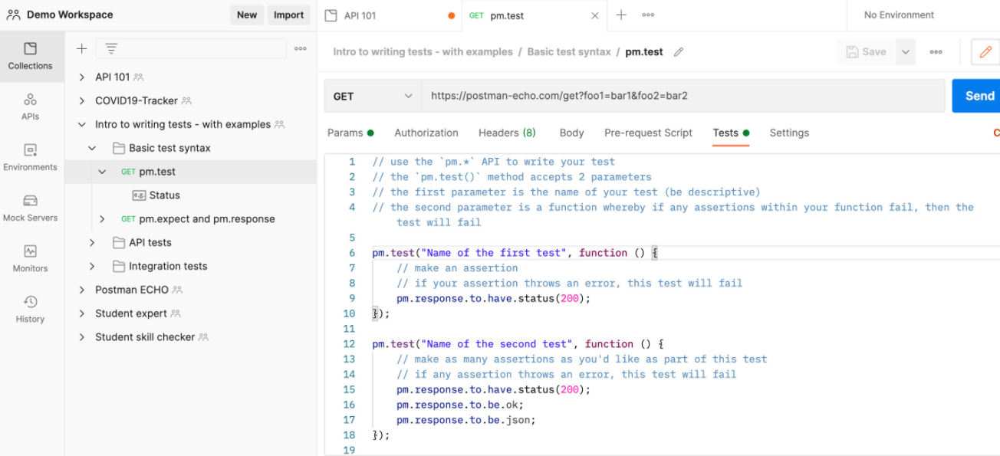 Demo Workspace
New
Import
API 101
GET pm.test
No Environment
Collections
APIs
Environments
Mock Servers
Monitors
History
API 101
COVID19-Tracker
Intro to writing tests - with examples
Basic test syntax
GET pm.test
e.g. Status
GET pm.expect and pm.response
API tests
Integration tests
Postman ECHO
Student expert
Student skill checker
Intro to writing tests - with examples / Basic test syntax / pm.test
Save
GET
https://postman-echo.com/get?foo1=bar1&foo2=bar2
Send
Params
Authorization
Headers (8)
Body
Pre-request Script
Tests
Settings
C
1 // use the `pm.*` API to write your test
2 // the `pm.test()` method accepts 2 parameters
3 // the first parameter is the name of your test (be descriptive)
4 // the second parameter is a function whereby if any assertions within your function fail, then the
test will fail
5
6 pm.test("Name of the first test", function () {
7 // make an assertion
8 // if your assertion throws an error, this test will fail
9 pm.response.to.have.status(200);
10 });
11
12 pm.test("Name of the second test", function () {
13 // make as many assertions as you'd like as part of this test
14 // if any assertion throws an error, this test will fail
15 pm.response.to.have.status(200);
16 pm.response.to.be.ok;
17 pm.response.to.be.json;
18 });
19